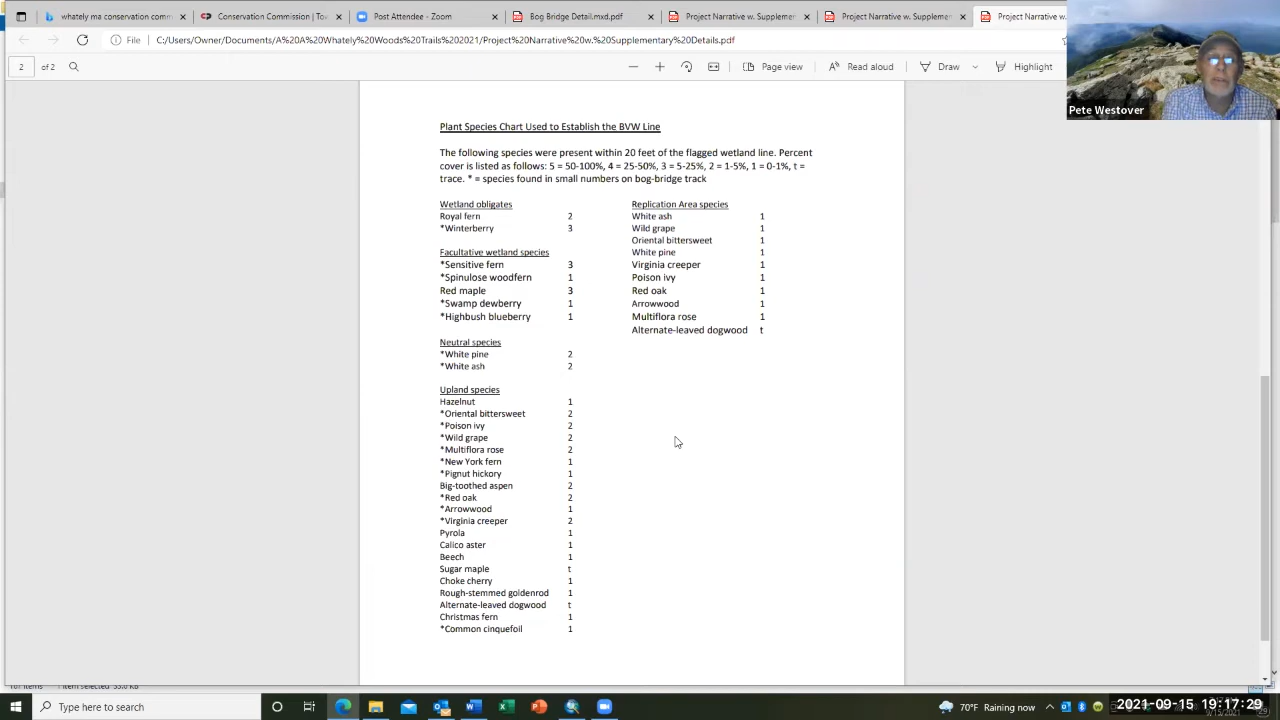 whately ma conservation comm
Conservation Commission | Tow
Post Attendee - Zoom
Bog Bridge Detail.mxd.pdf
Project Narrative w. Supplemen
Project Narrative w. Supplemen
Project Narrative w.
File
C:/Users/Owner/Documents/A%20A%20Whately%20Woods%20Trails%202021/Project%20Narrative%20w.%20Supplementary%20Details.pdf
2 of 2
Page view
Read aloud
Draw
Highlight
Pete Westover
Plant Species Chart Used to Establish the BVW Line
The following species were present within 20 feet of the flagged wetland line. Percent
cover is listed as follows: 5 = 50-100%, 4 = 25-50%, 3 = 5-25%, 2 = 1-5%, 1 = 0-1%, t =
trace. * = species found in small numbers on bog-bridge track
Wetland obligates
Royal fern 2
*Winterberry 3
Facultative wetland species
*Sensitive fern 3
*Spinulose woodfern 1
Red maple 3
*Swamp dewberry 1
*Highbush blueberry 1
Neutral species
*White pine 2
*White ash 2
Upland species
Hazelnut 1
*Oriental bittersweet 2
*Poison ivy 2
*Wild grape 2
*Multiflora rose 2
*New York fern 1
*Pignut hickory 1
Big-toothed aspen 2
*Red oak 2
*Arrowwood 1
*Virginia creeper 2
Pyrola 1
Calico aster 1
Beech 1
Sugar maple t
Choke cherry 1
Rough-stemmed goldenrod 1
Alternate-leaved dogwood t
Christmas fern 1
*Common cinquefoil 1
Replication Area species
White ash 1
Wild grape 1
Oriental bittersweet 1
White pine 1
Virginia creeper 1
Poison ivy 1
Red oak 1
Arrowwood 1
Multiflora rose 1
Alternate-leaved dogwood t
Type here to search
70°F Raining now
2021-09-15 19:17:29